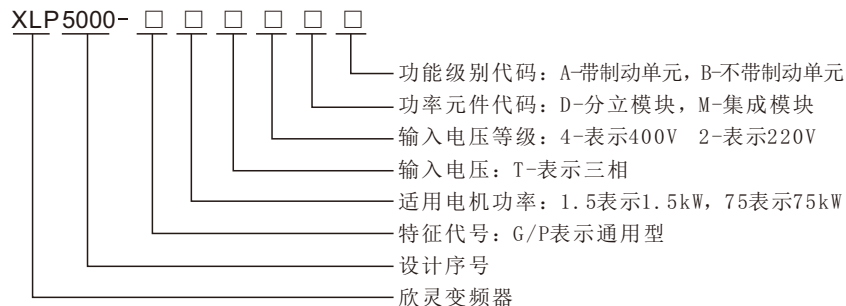 XLP5000- □ □ □ □ □ □
功能级别代码：A-带制动单元，B-不带制动单元
功率元件代码：D-分立模块，M-集成模块
输入电压等级：4-表示400V 2-表示220V
输入电压：T-表示三相
适用电机功率：1.5表示1.5kW，75表示75kW
特征代号：G/P表示通用型
设计序号
欣灵变频器